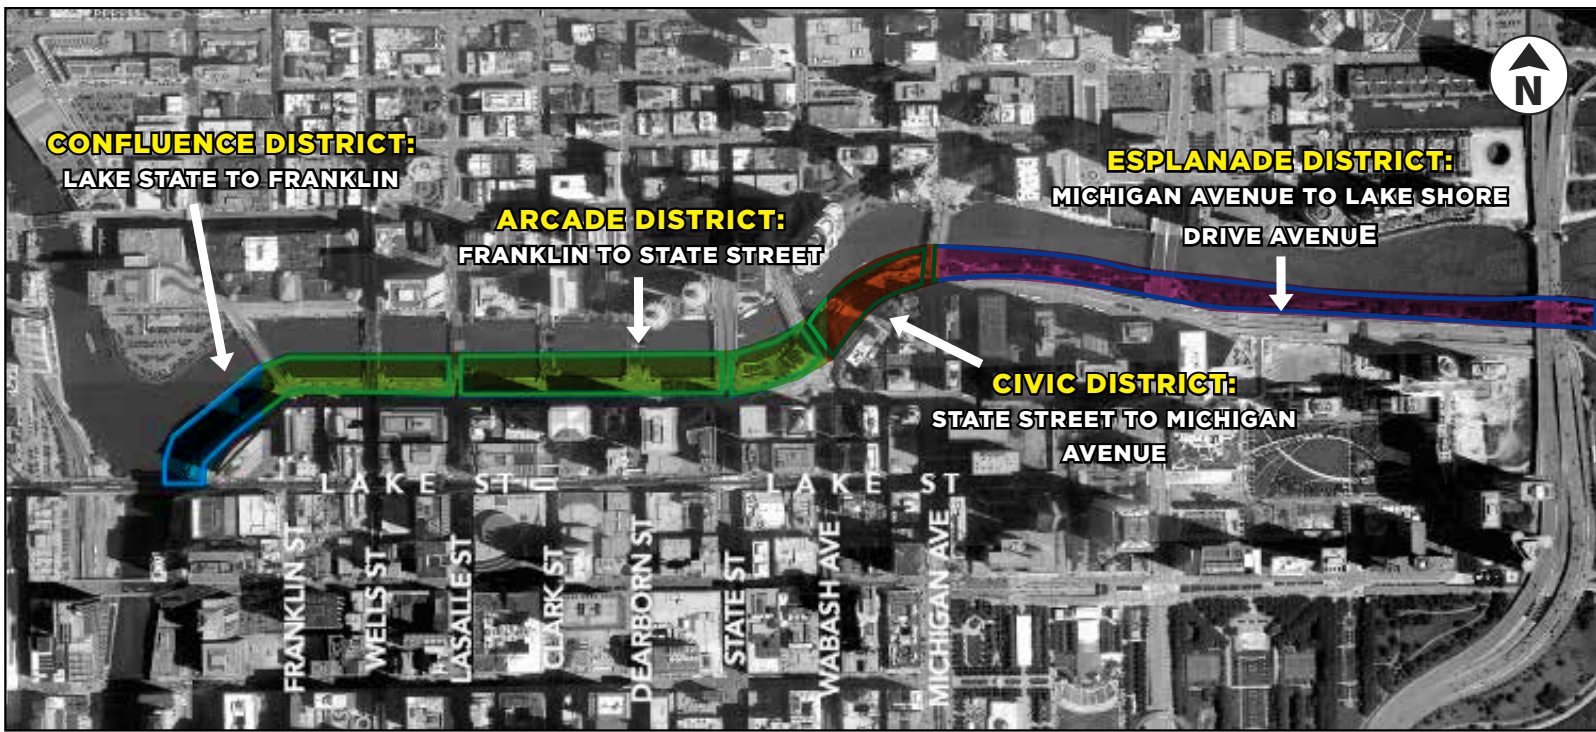 N
CONFLUENCE DISTRICT:
LAKE STATE TO FRANKLIN
ESPLANADE DISTRICT:
MICHIGAN AVENUE TO LAKE SHORE
DRIVE AVENUE
ARCADE DISTRICT:
FRANKLIN TO STATE STREET
CIVIC DISTRICT:
STATE STREET TO MICHIGAN
AVENUE
LAKE ST
LAKE ST
FRANKLIN ST
WELLS ST
LASALLE ST
CLARK ST
DEARBORN ST
STATE ST
WABASH AVE
MICHIGAN AVE